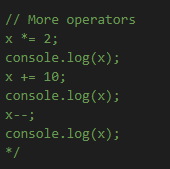 // More operators
x *= 2;
console.log(x);
x += 10;
console.log(x);
x--;
console.log(x);
*/